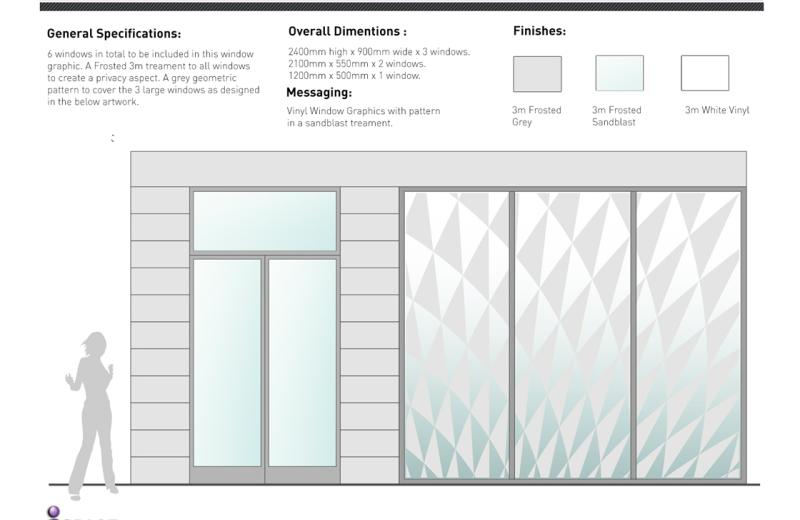 General Specifications:
6 windows in total to be included in this window
graphic. A Frosted 3m treament to all windows
to create a privacy aspect. A grey geometric
pattern to cover the 3 large windows as designed
in the below artwork.
Overall Dimentions :
2400mm high x 900mm wide x 3 windows.
2100mm x 550mm x 2 windows.
1200mm x 500mm x 1 window.
Messaging:
Vinyl Window Graphics with pattern
in a sandblast treament.
Finishes:
3m Frosted
Grey
3m Frosted
Sandblast
3m White Vinyl